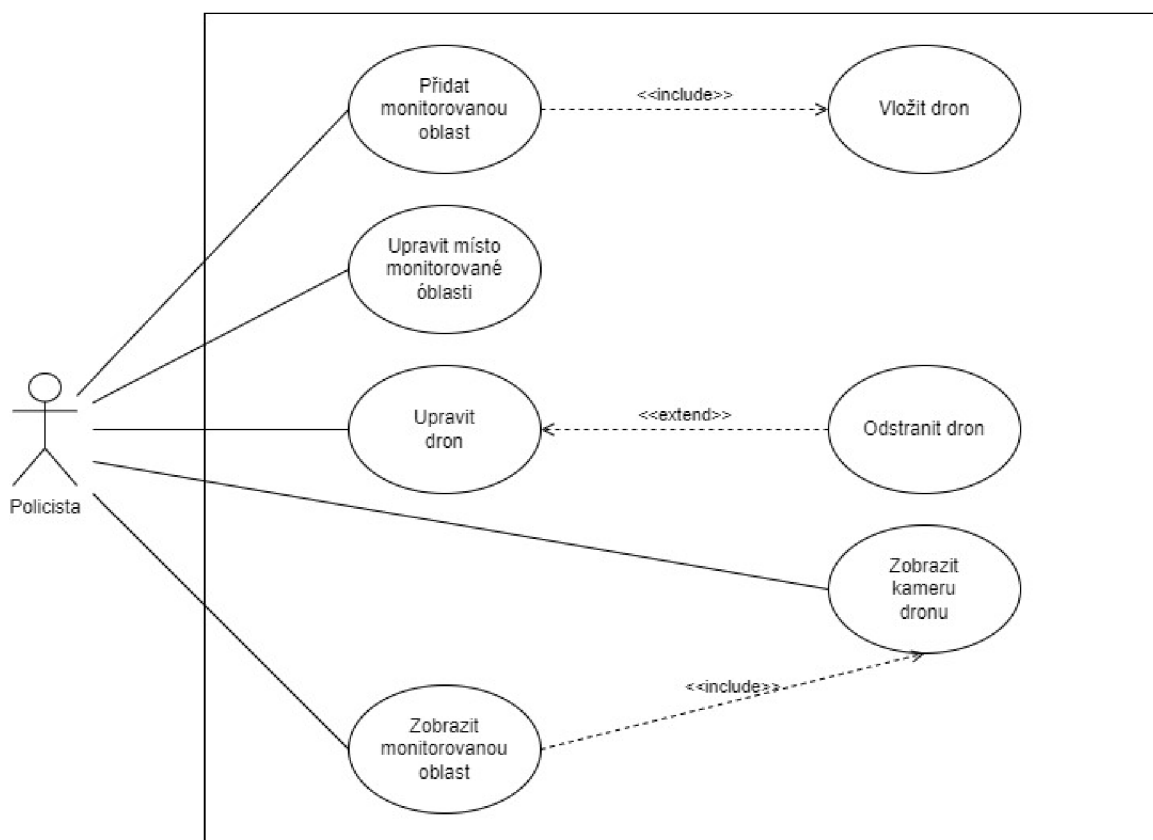 Přidat
monitorovanou
oblast
<<include>>
Vložit dron
Upravit místo
monitorované
óblasti
Upravit
dron
<<extend>>
Odstranit dron
Policista
Zobrazit
kameru
dronu
<<include>>
Zobrazit
monitorovanou
oblast